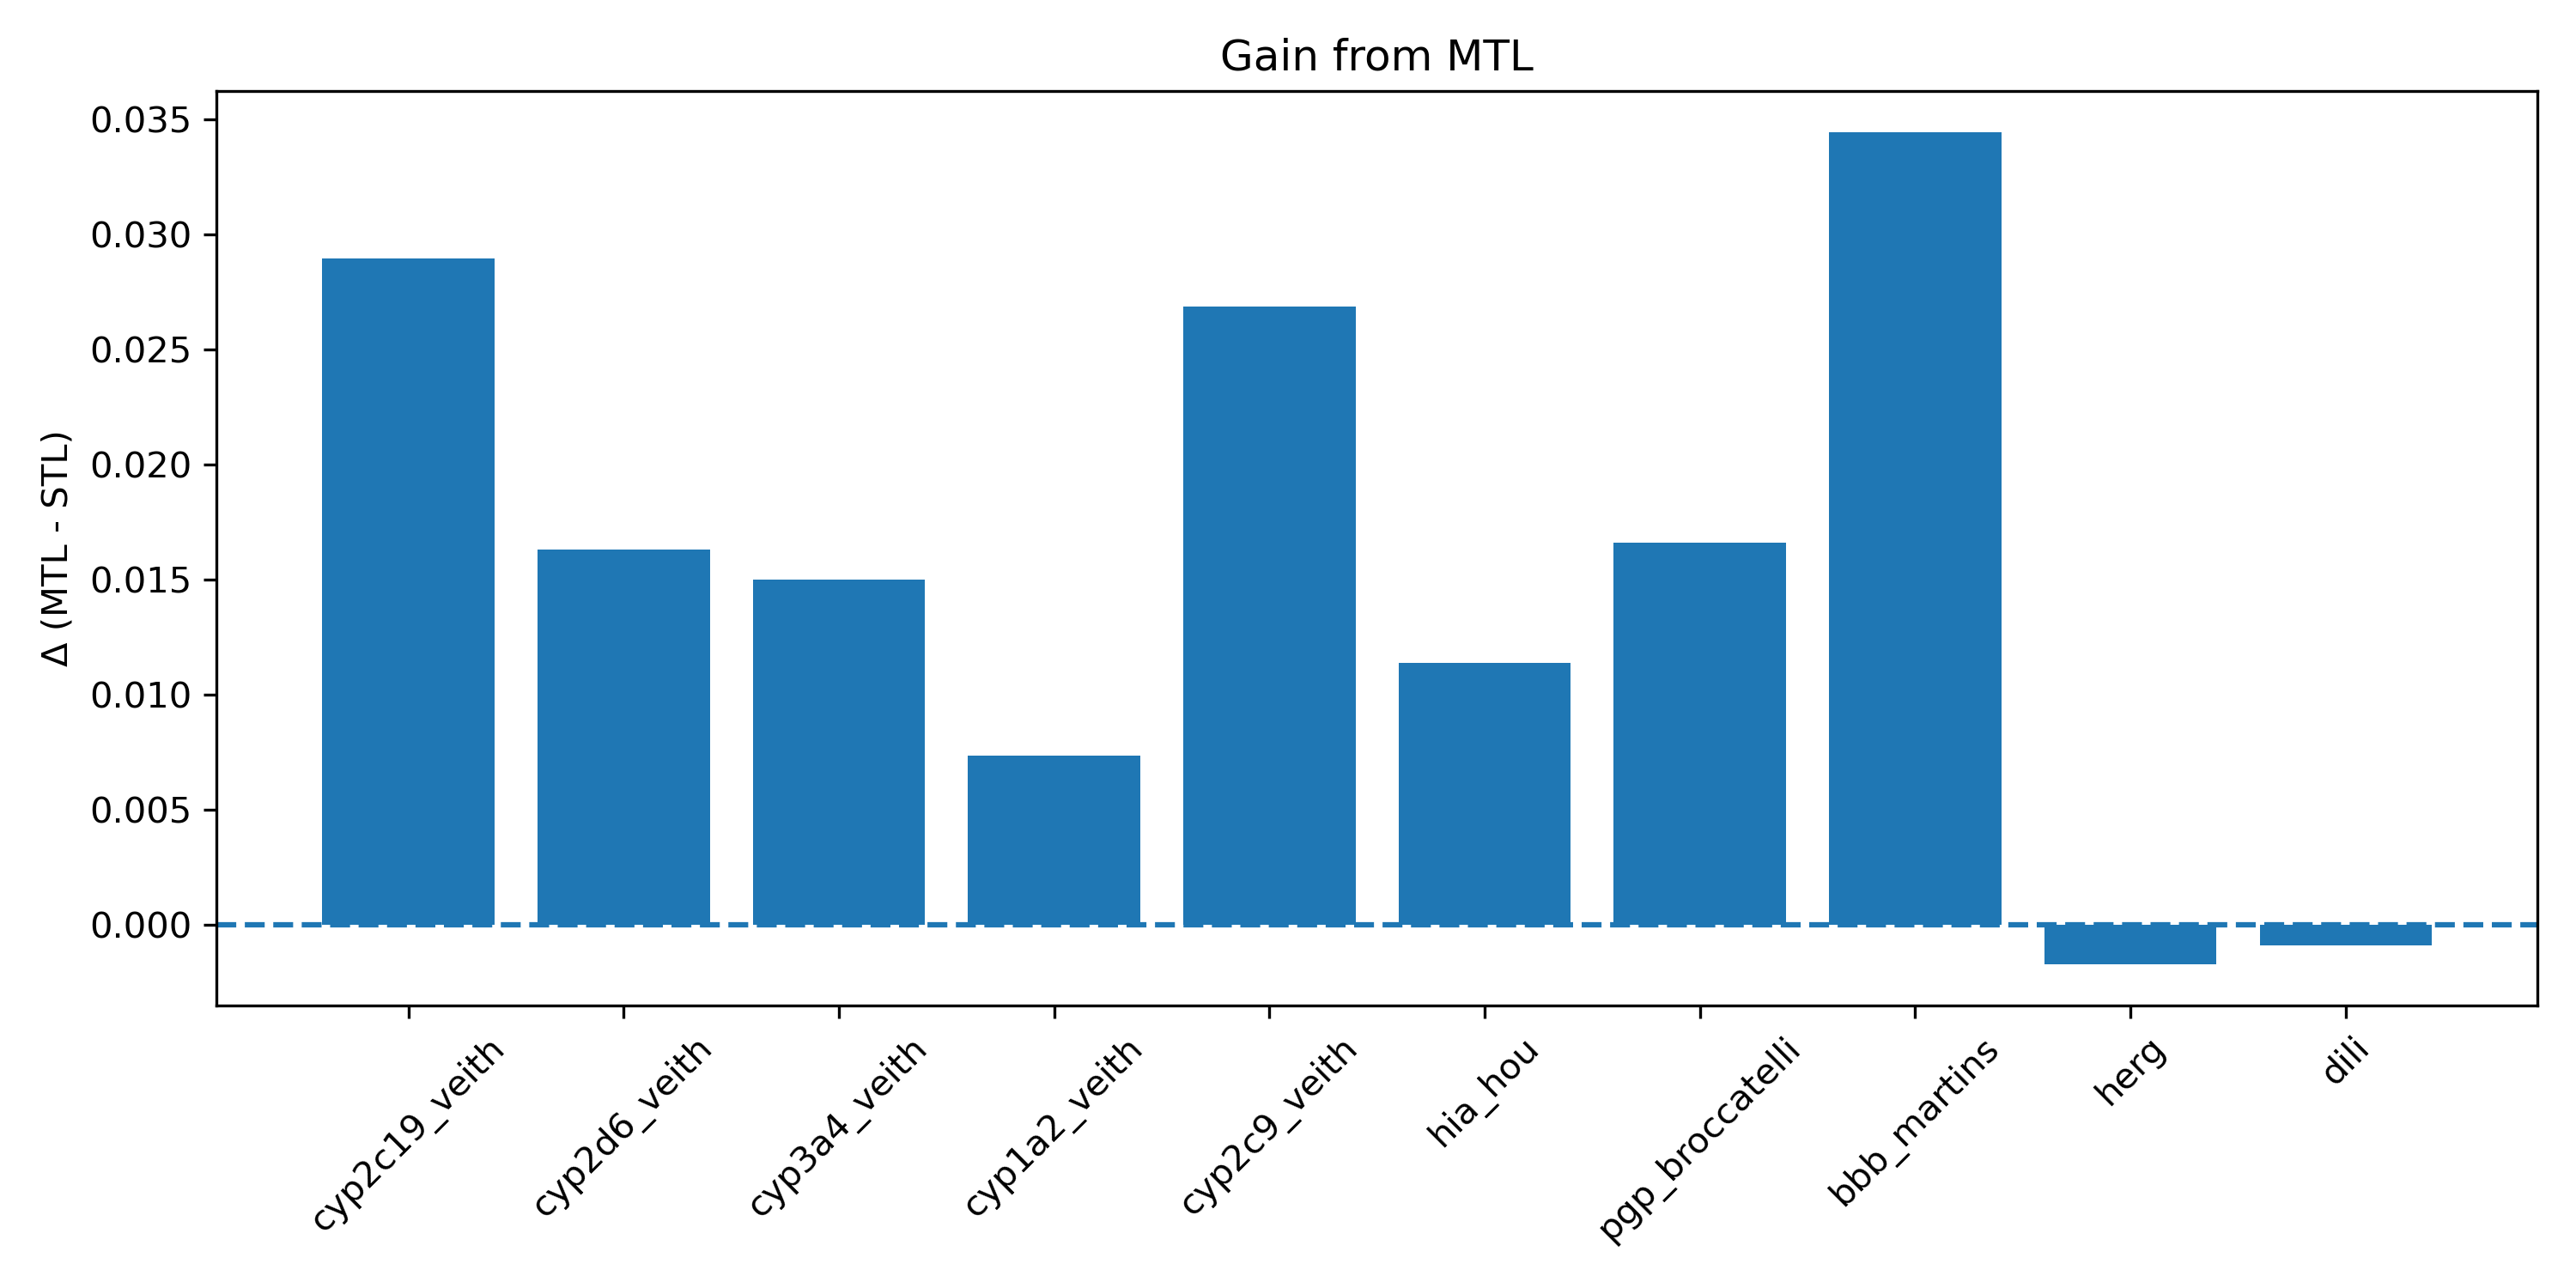 Gain from MTL
Δ (MTL - STL)
0.035
0.030
0.025
0.020
0.015
0.010
0.005
0.000
cyp2c19_veith
cyp2d6_veith
cyp3a4_veith
cyp1a2_veith
cyp2c9_veith
hia_hou
pgp_broccatelli
bbb_martins
herg
dili